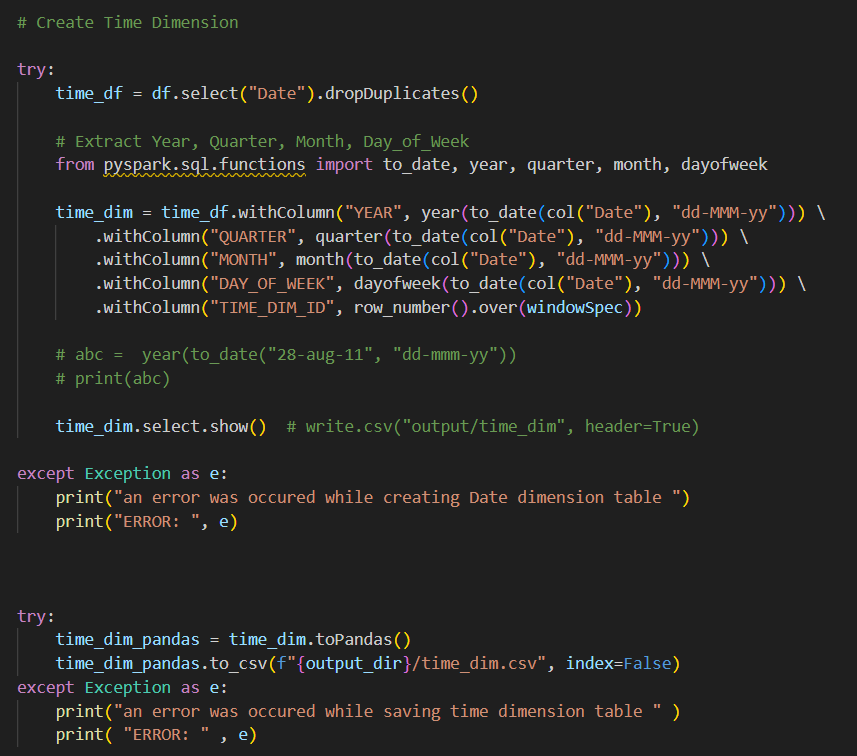 # Create Time Dimension
try:
    time_df = df.select("Date").dropDuplicates()
    # Extract Year, Quarter, Month, Day_of_Week
    from pyspark.sql.functions import to_date, year, quarter, month, dayofweek
    time_dim = time_df.withColumn("YEAR", year(to_date(col("Date"), "dd-MMM-yy"))) \
        .withColumn("QUARTER", quarter(to_date(col("Date"), "dd-MMM-yy"))) \
        .withColumn("MONTH", month(to_date(col("Date"), "dd-MMM-yy"))) \
        .withColumn("DAY_OF_WEEK", dayofweek(to_date(col("Date"), "dd-MMM-yy"))) \
        .withColumn("TIME_DIM_ID", row_number().over(windowSpec))
    # abc =  year(to_date("28-aug-11", "dd-mmm-yy"))
    # print(abc)
    time_dim.select.show()  # write.csv("output/time_dim", header=True)
except Exception as e:
    print("an error was occured while creating Date dimension table ")
    print("ERROR: ", e)
try:
    time_dim_pandas = time_dim.toPandas()
    time_dim_pandas.to_csv(f"{output_dir}/time_dim.csv", index=False)
except Exception as e:
    print("an error was occured while saving time dimension table " )
    print( "ERROR: " , e)